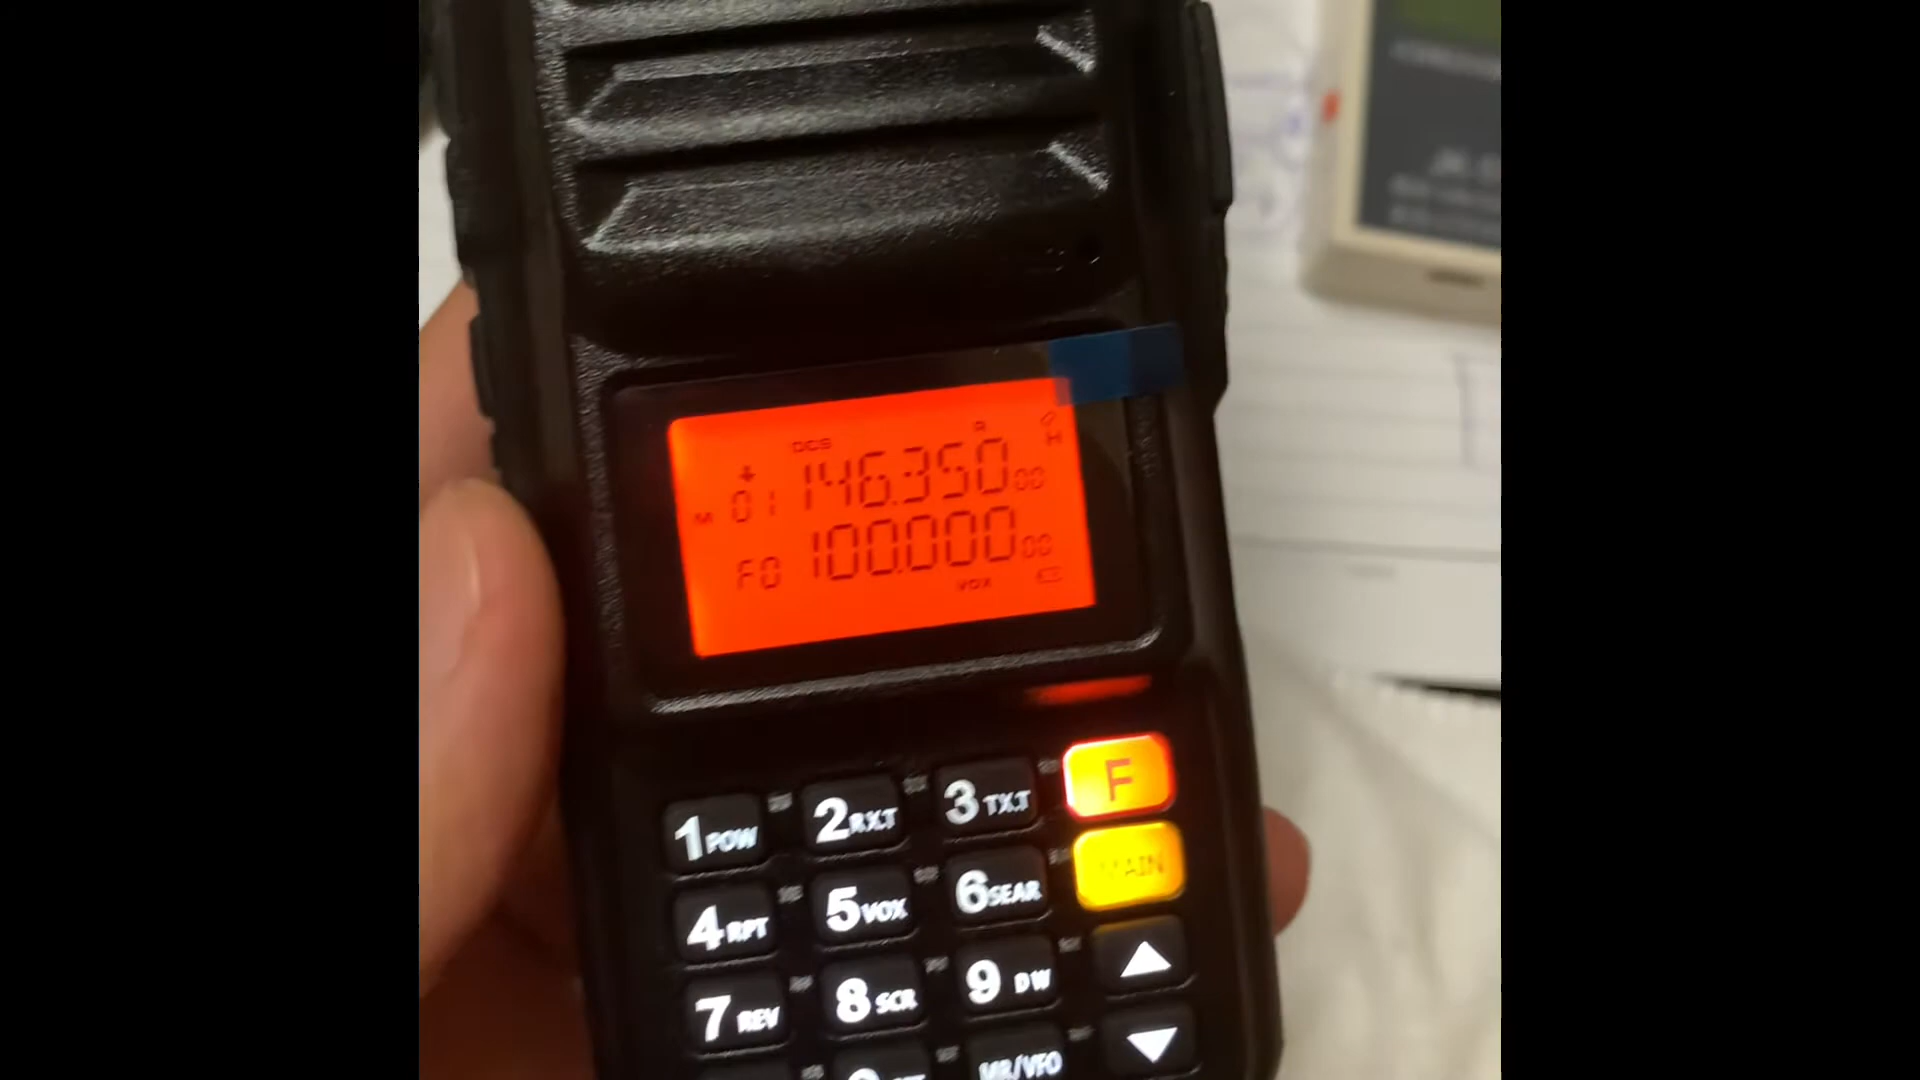 DCS R H
M 01 146.350 00
F0 100.000 00
VOX
1 POW 2 RX.T 3 TX.T F
4 RPT 5 VOX 6 SEAR MAIN
7 REV 8 SCR 9 DW
MR/VFO